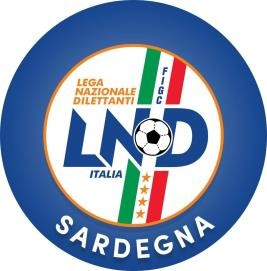 LEGA
NAZIONALE
DILETTANTI
FIGC
LND
ITALIA
SARDEGNA